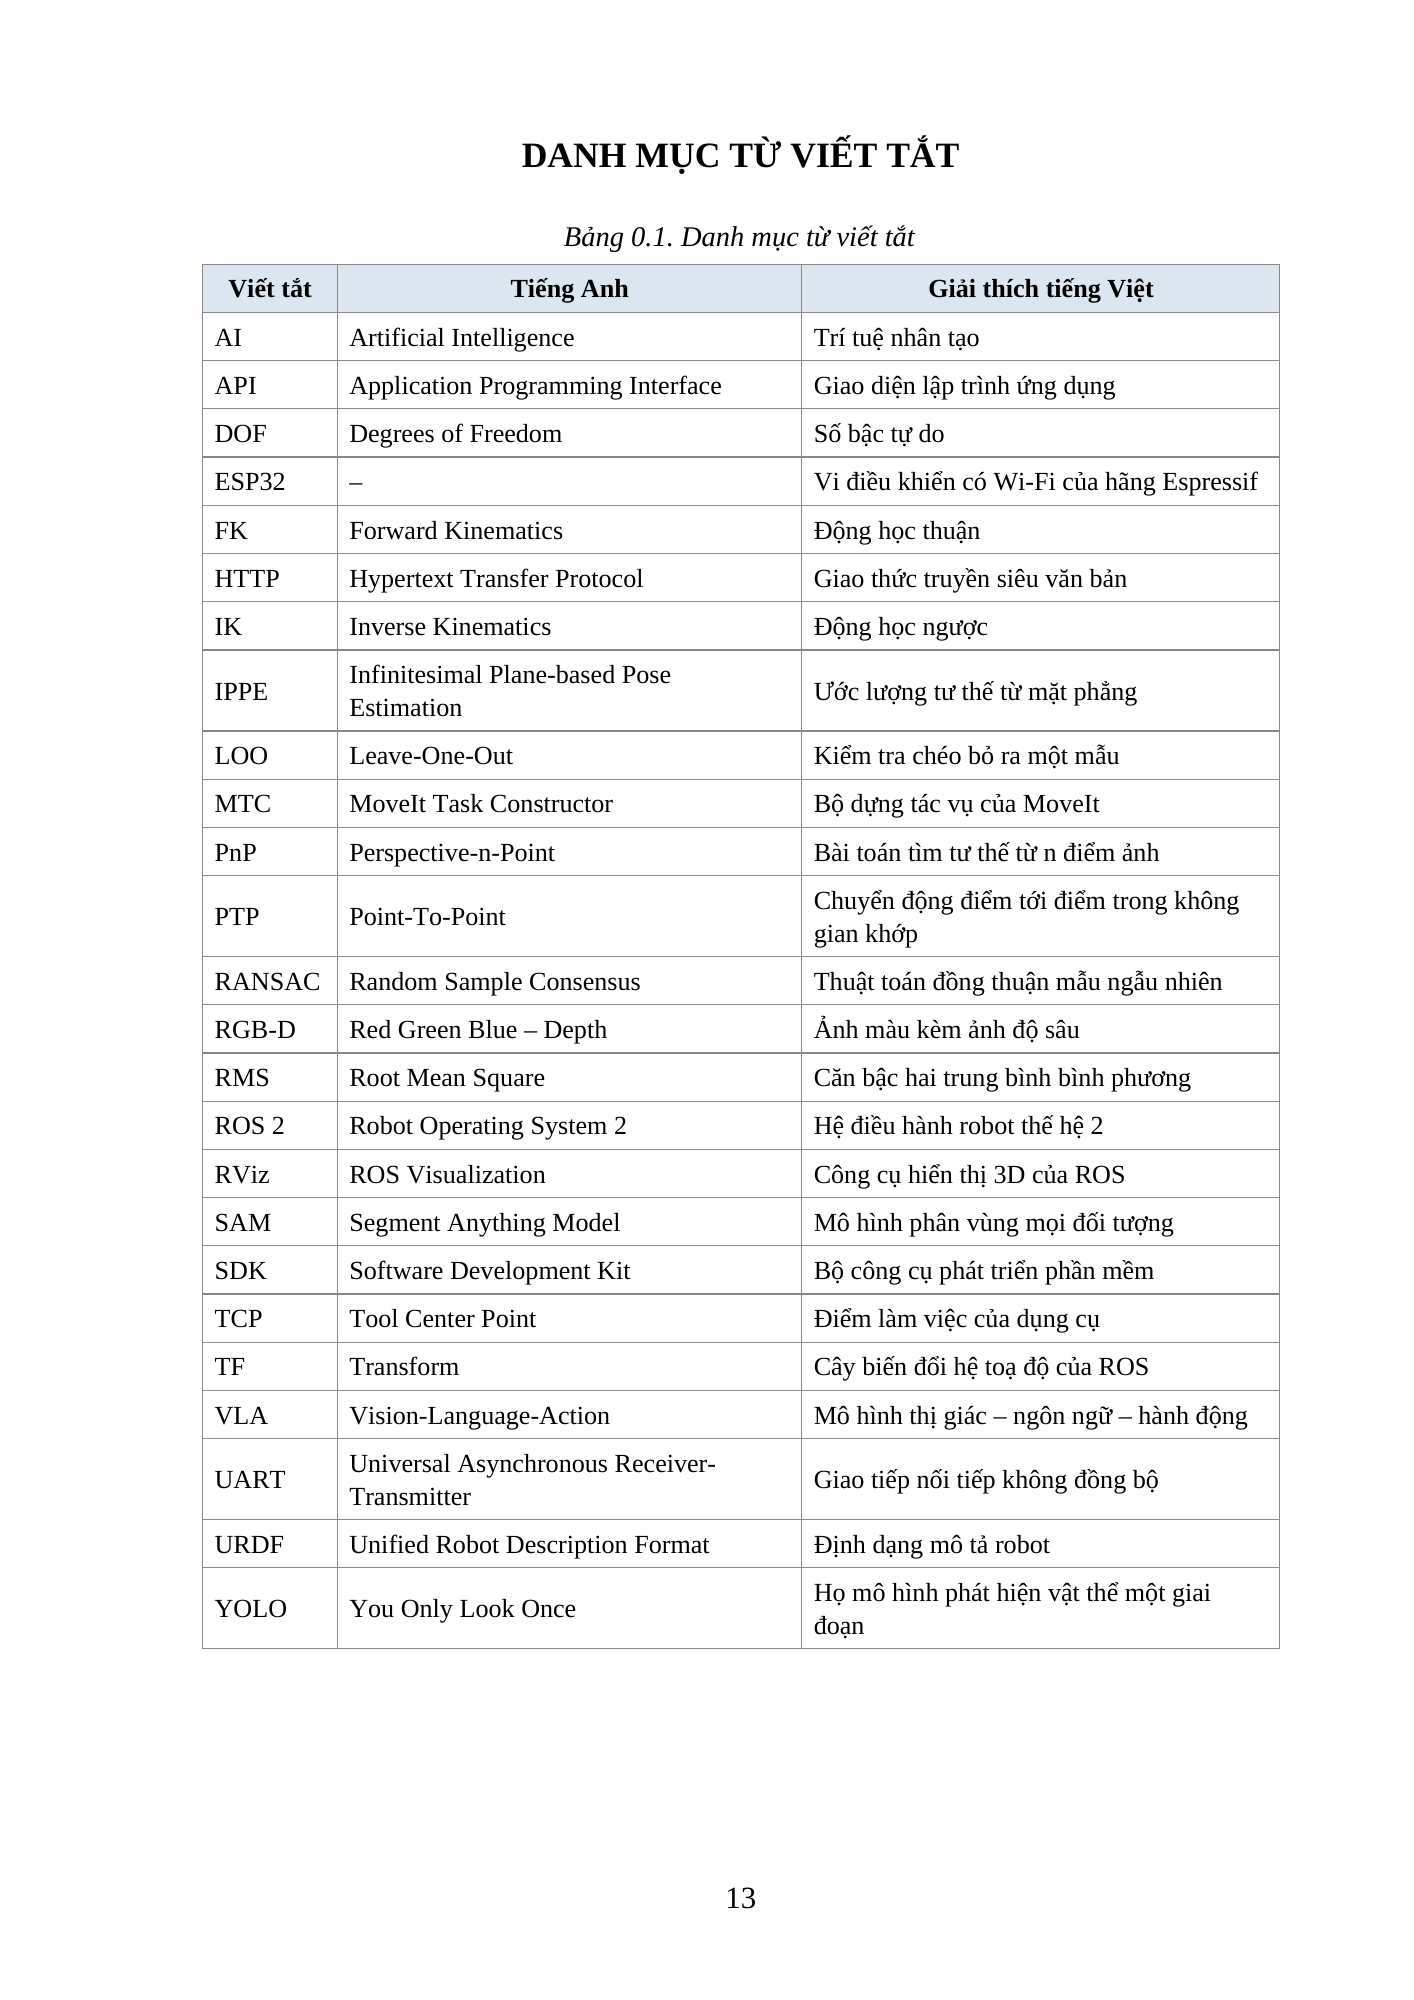 DANH MỤC TỪ VIẾT TẮT
Bảng 0.1. Danh mục từ viết tắt
Viết tắt Tiếng Anh Giải thích tiếng Việt
AI Artificial Intelligence Trí tuệ nhân tạo
API Application Programming Interface Giao diện lập trình ứng dụng
DOF Degrees of Freedom Số bậc tự do
ESP32 – Vi điều khiển có Wi-Fi của hãng Espressif
FK Forward Kinematics Động học thuận
HTTP Hypertext Transfer Protocol Giao thức truyền siêu văn bản
IK Inverse Kinematics Động học ngược
IPPE Infinitesimal Plane-based Pose
Estimation Ước lượng tư thế từ mặt phẳng
LOO Leave-One-Out Kiểm tra chéo bỏ ra một mẫu
MTC MoveIt Task Constructor Bộ dựng tác vụ của MoveIt
PnP Perspective-n-Point Bài toán tìm tư thế từ n điểm ảnh
PTP Point-To-Point Chuyển động điểm tới điểm trong không
gian khớp
RANSAC Random Sample Consensus Thuật toán đồng thuận mẫu ngẫu nhiên
RGB-D Red Green Blue – Depth Ảnh màu kèm ảnh độ sâu
RMS Root Mean Square Căn bậc hai trung bình bình phương
ROS 2 Robot Operating System 2 Hệ điều hành robot thế hệ 2
RViz ROS Visualization Công cụ hiển thị 3D của ROS
SAM Segment Anything Model Mô hình phân vùng mọi đối tượng
SDK Software Development Kit Bộ công cụ phát triển phần mềm
TCP Tool Center Point Điểm làm việc của dụng cụ
TF Transform Cây biến đổi hệ toạ độ của ROS
VLA Vision-Language-Action Mô hình thị giác – ngôn ngữ – hành động
UART Universal Asynchronous Receiver-
Transmitter Giao tiếp nối tiếp không đồng bộ
URDF Unified Robot Description Format Định dạng mô tả robot
YOLO You Only Look Once Họ mô hình phát hiện vật thể một giai
đoạn
13